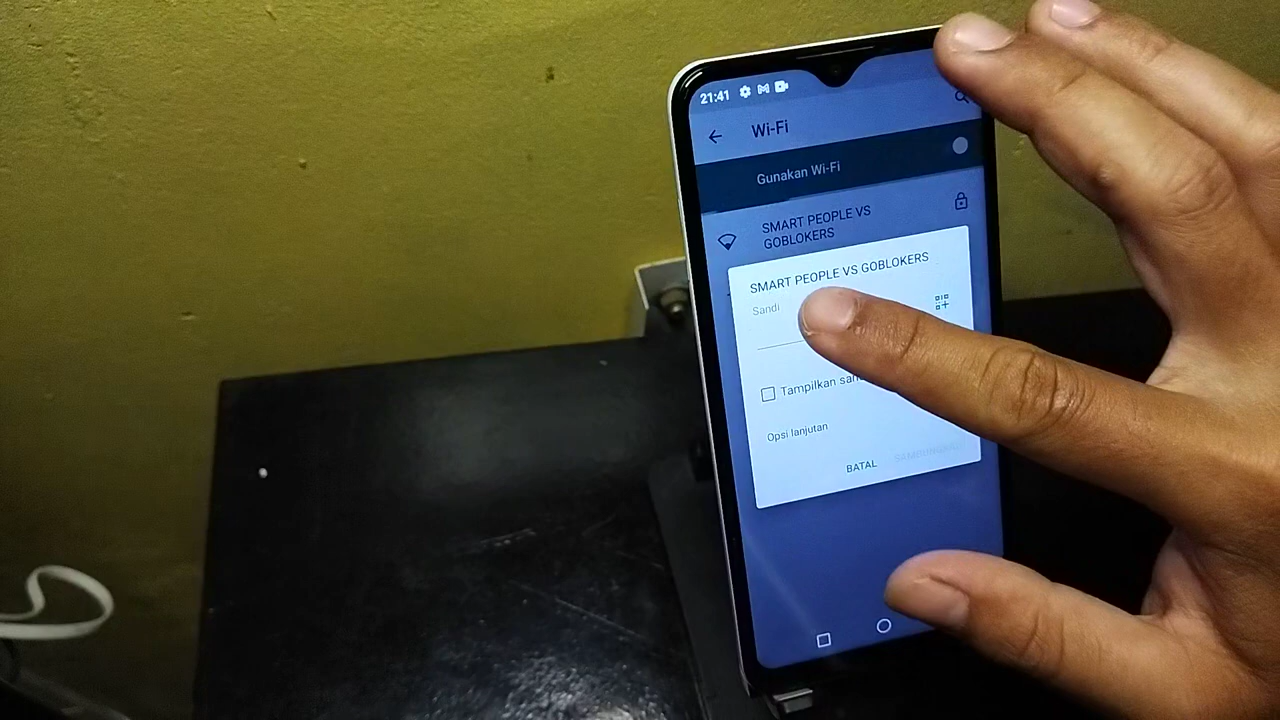 21:41
Wi-Fi
Gunakan Wi-Fi
SMART PEOPLE VS
GOBLOKERS
SMART PEOPLE VS GOBLOKERS
Sandi
Tampilkan
Opsi lanjutan
BATAL